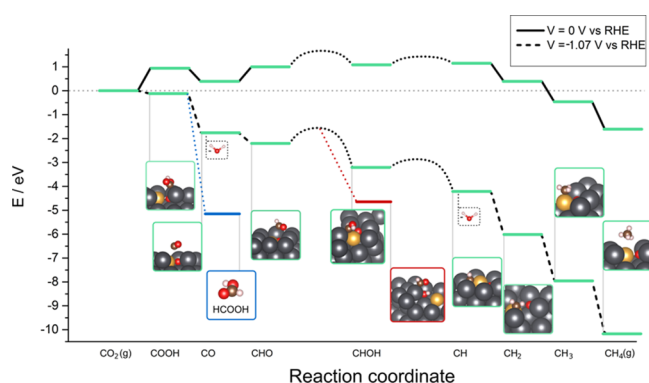 V = 0 V vs RHE
V =-1.07 V vs RHE
E / eV
1
0
-1
-2
-3
-4
-5
-6
-7
-8
-9
-10
HCOOH
CO₂(g)
COOH
CO
CHO
CHOH
CH
CH₂
CH₃
CH₄(g)
Reaction coordinate